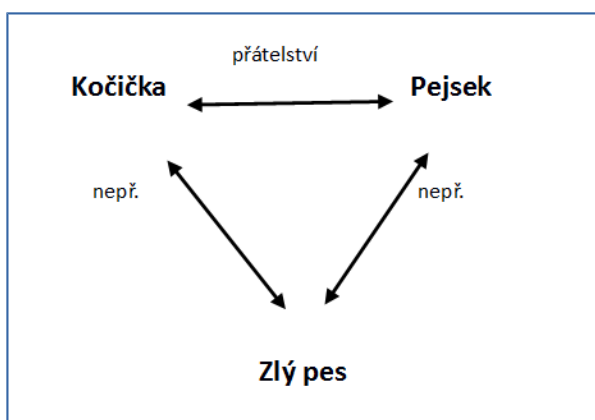 přátelství
Kočička
Pejsek
nepř.
nepř.
Zlý pes